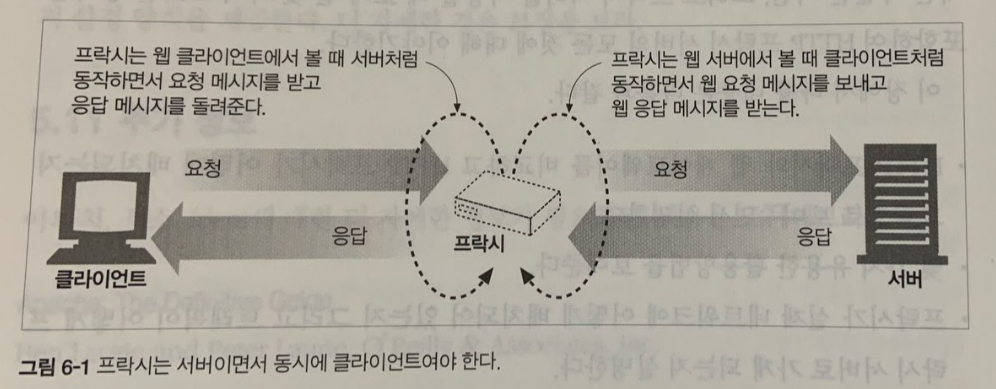 프락시는 웹 클라이언트에서 볼 때 서버처럼
동작하면서 요청 메시지를 받고
응답 메시지를 돌려준다.
프락시는 웹 서버에서 볼 때 클라이언트처럼
동작하면서 웹 요청 메시지를 보내고
웹 응답 메시지를 받는다.
요청
요청
응답
프락시
응답
클라이언트
서버
그림 6-1 프락시는 서버이면서 동시에 클라이언트여야 한다.